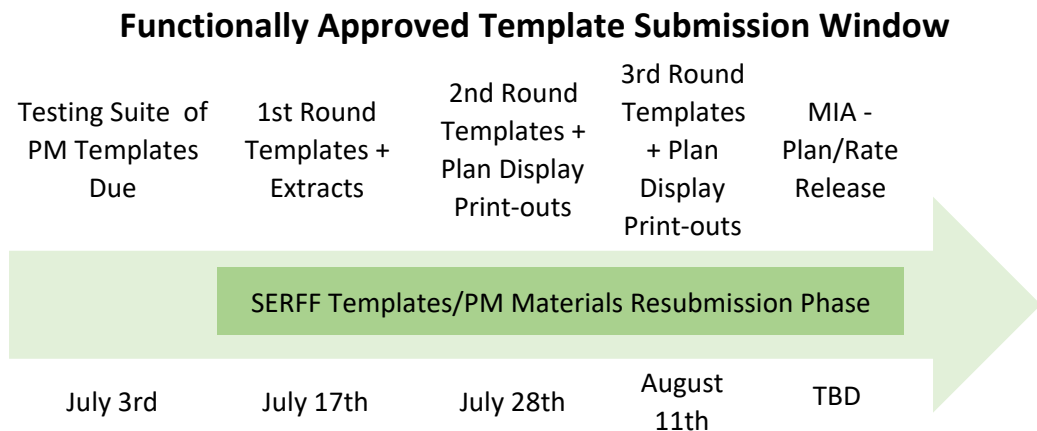 Functionally Approved Template Submission Window
Testing Suite of
PM Templates
Due
1st Round
Templates +
Extracts
2nd Round
Templates +
Plan Display
Print-outs
3rd Round
Templates
+ Plan
Display
Print-outs
MIA -
Plan/Rate
Release
SERFF Templates/PM Materials Resubmission Phase
July 3rd
July 17th
July 28th
August
11th
TBD